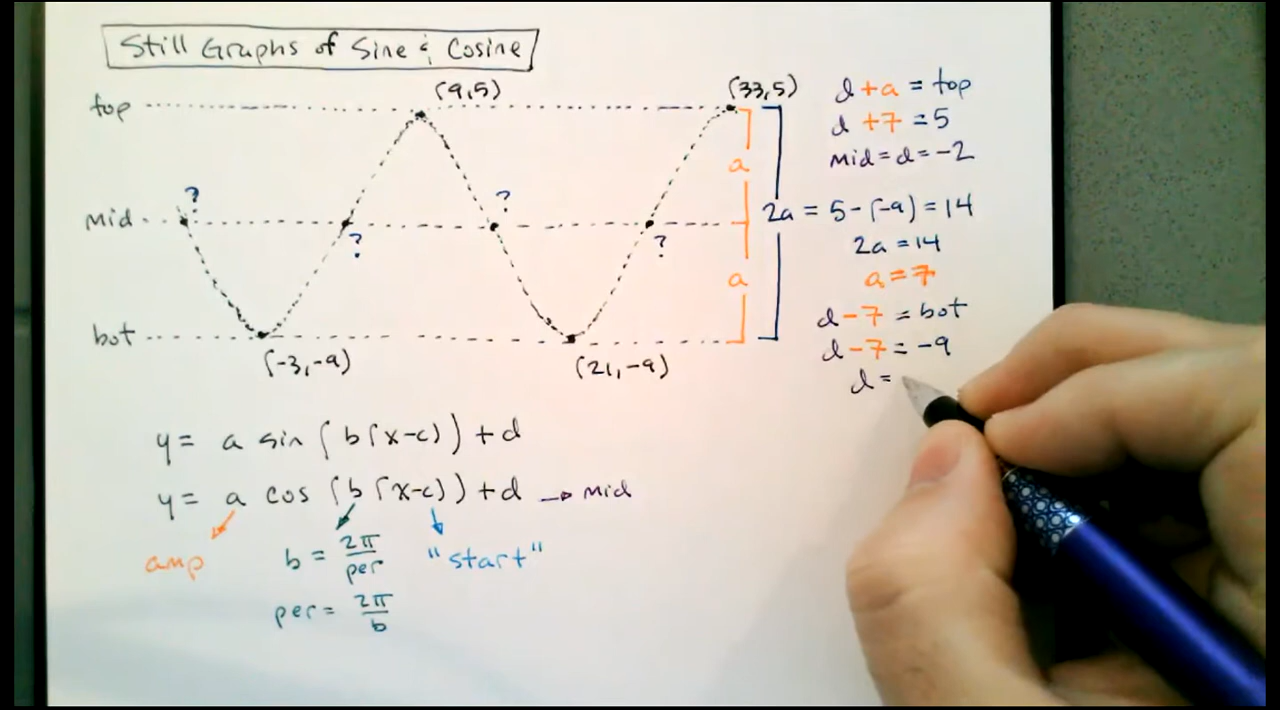 Still Graphs of Sine & Cosine
(9,5)
(33,5)
top
?
?
mid
?
?
bot
(-3,-9)
(21,-9)
a
a
d+a = top
d+7 = 5
mid=d=-2
2a = 5-(-9) = 14
2a = 14
a = 7
d-7 = bot
d-7 = -9
d =
y = a sin (b(x-c)) + d
y = a cos (b(x-c)) + d → mid
amp
b = 2π/per
"start"
per = 2π/b